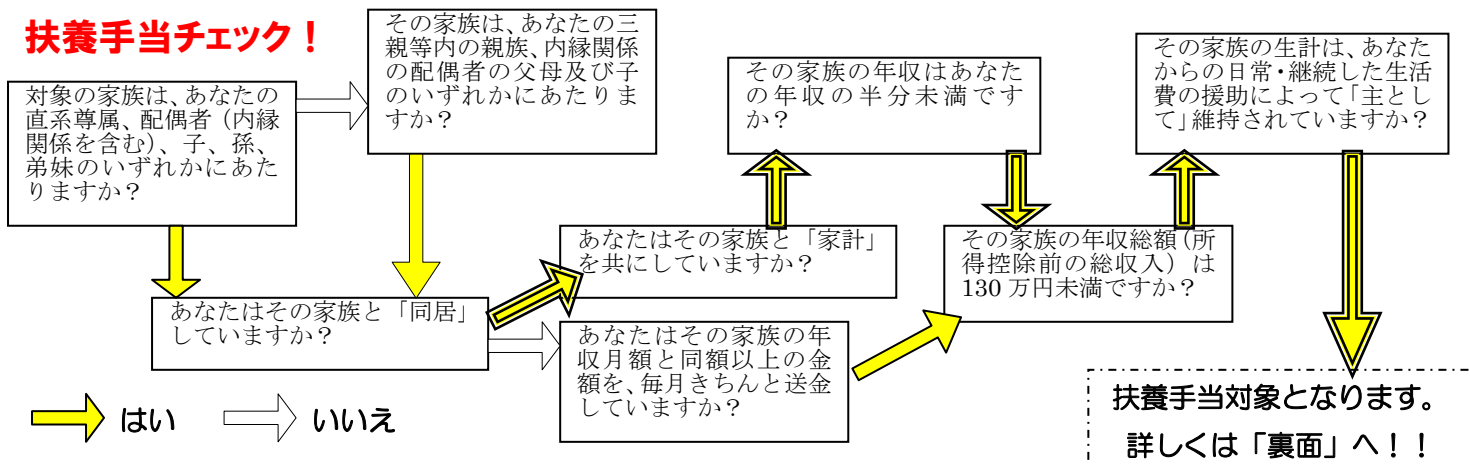 扶養手当チェック！
対象の家族は、あなたの
直系尊属、配偶者（内縁
関係を含む）、子、孫、
弟妹のいずれかにあた
りますか？
その家族は、あなたの三
親等内の親族、内縁関係
の配偶者の父母及び子
のいずれかにあたりま
すか？
あなたはその家族と「同居」
していますか？
あなたはその家族と「家計」
を共にしていますか？
あなたはその家族の年
収月額と同額以上の金
額を、毎月きちんと送金
していますか？
その家族の年収はあなた
の年収の半分未満です
か？
その家族の年収総額（所
得控除前の総収入）は
130 万円未満ですか？
その家族の生計は、あなた
からの日常・継続した生活
費の援助によって「主とし
て」維持されていますか？
扶養手当対象となります。
詳しくは「裏面」へ！！
はい
いいえ